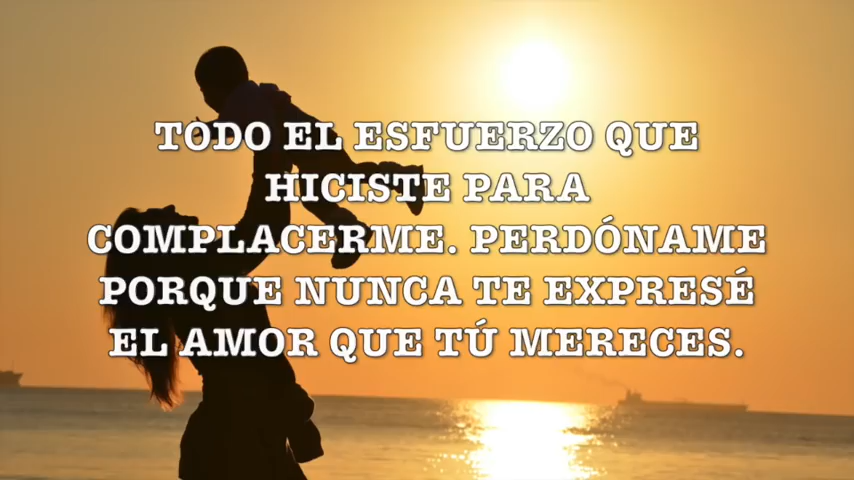 TODO EL ESFUERZO QUE
HICISTE PARA
COMPLACERME. PERDÓNAME
PORQUE NUNCA TE EXPRESÉ
EL AMOR QUE TÚ MERECES.